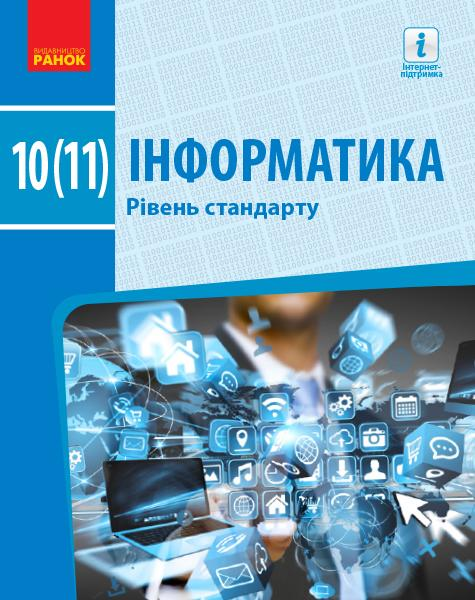 ВИДАВНИЦТВО
РАНОК
i
Інтернет-
підтримка
10(11)
ІНФОРМАТИКА
Рівень стандарту